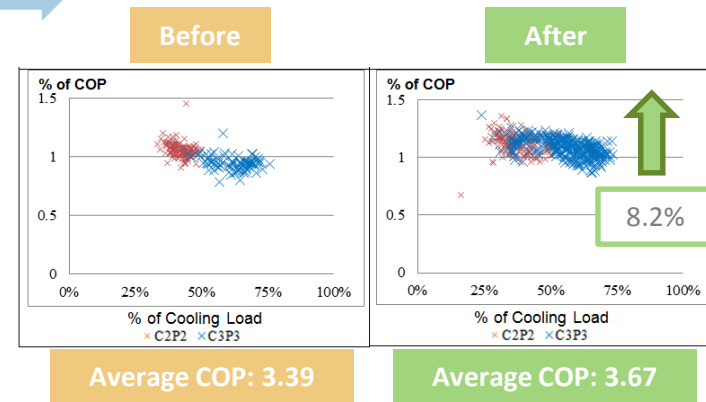 Before
After
% of COP
1.5
1
0.5
0
0%
25%
50%
75%
100%
% of Cooling Load
× C2P2 × C3P3
% of COP
1.5
1
0.5
0
0%
25%
50%
75%
100%
% of Cooling Load
× C2P2 × C3P3
8.2%
Average COP: 3.39
Average COP: 3.67